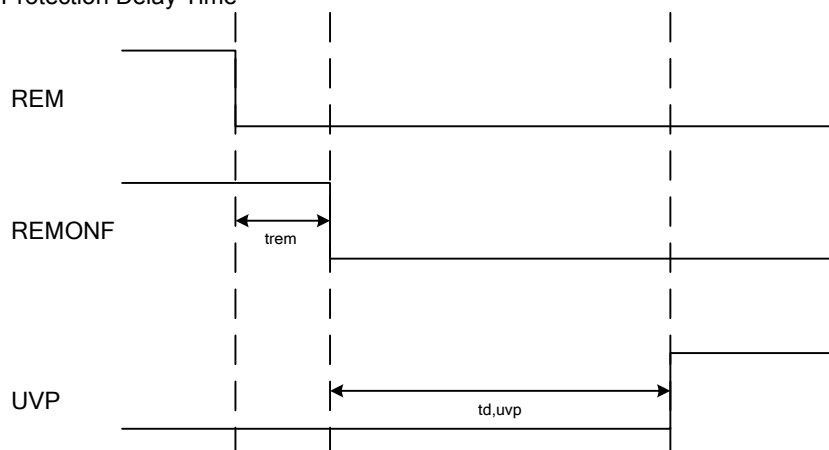 Protection Delay Time
REM
REMONF
trem
UVP
td,uvp